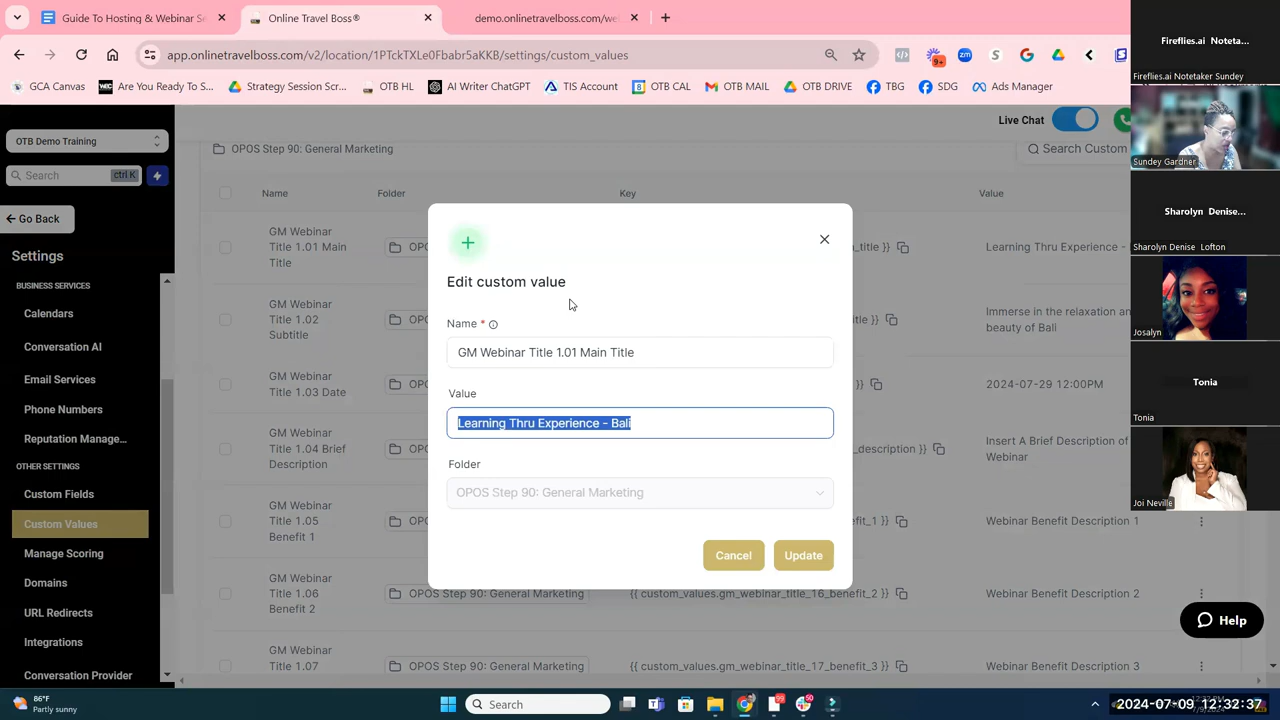 Guide To Hosting & Webinar Se
Online Travel Boss®
demo.onlinetravelboss.com/we
app.onlinetravelboss.com/v2/location/1PTckTXLe0Fbabr5aKKB/settings/custom_values
GCA Canvas
Are You Ready To S...
Strategy Session Scr...
OTB HL
AI Writer ChatGPT
TIS Account
OTB CAL
OTB MAIL
OTB DRIVE
TBG
SDG
Ads Manager
OTB Demo Training
Search
ctrl K
Go Back
Settings
BUSINESS SERVICES
Calendars
Conversation AI
Email Services
Phone Numbers
Reputation Manage...
OTHER SETTINGS
Custom Fields
Custom Values
Manage Scoring
Domains
URL Redirects
Integrations
Conversation Provider
Live Chat
OPOS Step 90: General Marketing
Search Custom
Name
Folder
Key
Value
GM Webinar
Title 1.01 Main
Title
OPO
_title }}
Learning Thru Experience -
GM Webinar
Title 1.02
Subtitle
OPO
title }}
Immerse in the relaxation an
beauty of Bali
GM Webinar
Title 1.03 Date
OPO
}}
2024-07-29 12:00PM
GM Webinar
Title 1.04 Brief
Description
OPO
_description }}
Insert A Brief Description of
Webinar
GM Webinar
Title 1.05
Benefit 1
OPO
efit_1 }}
Webinar Benefit Description 1
GM Webinar
Title 1.06
Benefit 2
OPOS Step 90: General Marketing
{{ custom_values.gm_webinar_title_16_benefit_2 }}
Webinar Benefit Description 2
GM Webinar
Title 1.07
OPOS Step 90: General Marketing
{{ custom_values.gm_webinar_title_17_benefit_3 }}
Webinar Benefit Description 3
Edit custom value
Name *
GM Webinar Title 1.01 Main Title
Value
Learning Thru Experience - Bali
Folder
OPOS Step 90: General Marketing
Cancel
Update
Help
Fireflies.ai Noteta...
Fireflies.ai Notetaker Sundey
Sundey Gardner
Sharolyn Denise...
Sharolyn Denise Lofton
Josalyn
Tonia
Tonia
Joi Neville
86°F
Partly sunny
Search
2024-07-09 12:32:37